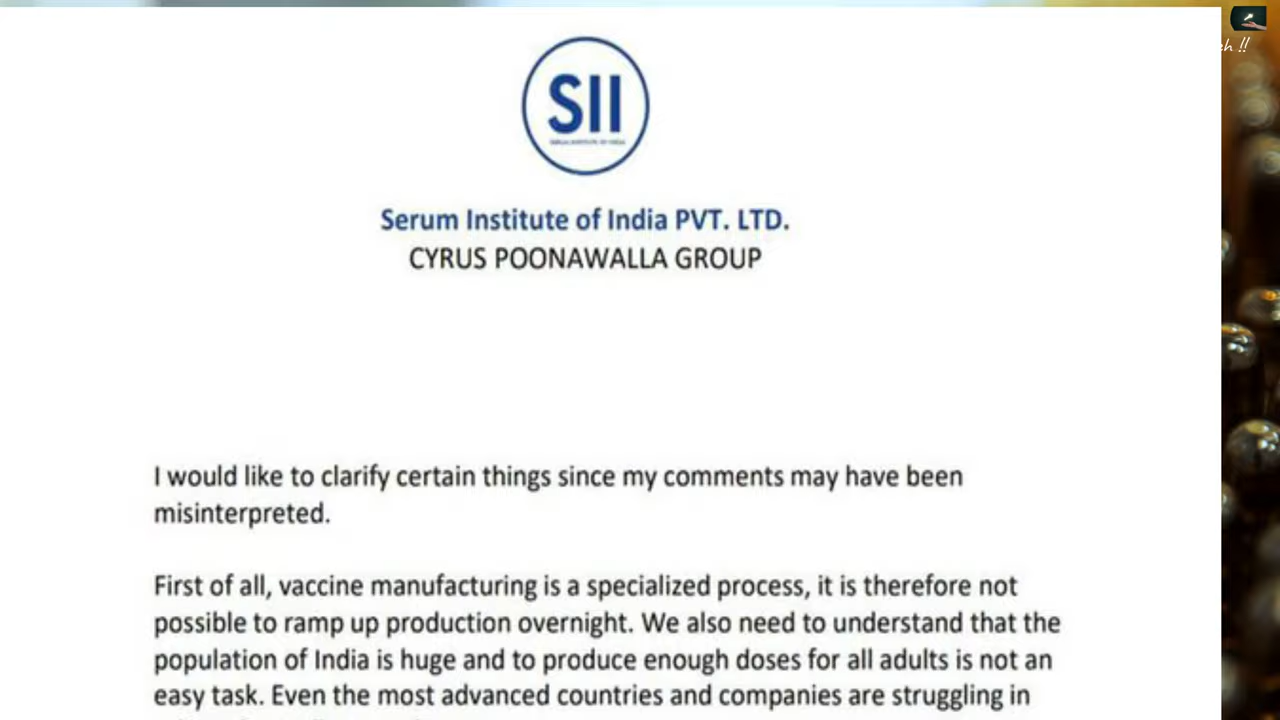 SII
SERUM INSTITUTE OF INDIA
Serum Institute of India PVT. LTD.
CYRUS POONAWALLA GROUP
I would like to clarify certain things since my comments may have been
misinterpreted.
First of all, vaccine manufacturing is a specialized process, it is therefore not
possible to ramp up production overnight. We also need to understand that the
population of India is huge and to produce enough doses for all adults is not an
easy task. Even the most advanced countries and companies are struggling in
!!